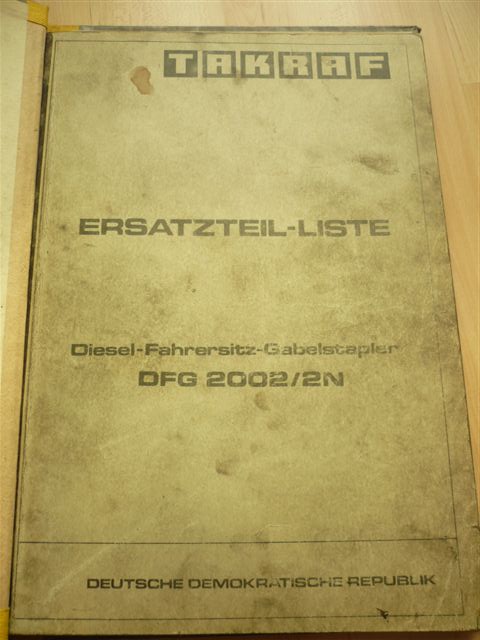 TAKRAF
ERSATZTEIL-LISTE
Diesel-Fahrersitz-Gabelstapler
DFG 2002/2N
DEUTSCHE DEMOKRATISCHE REPUBLIK